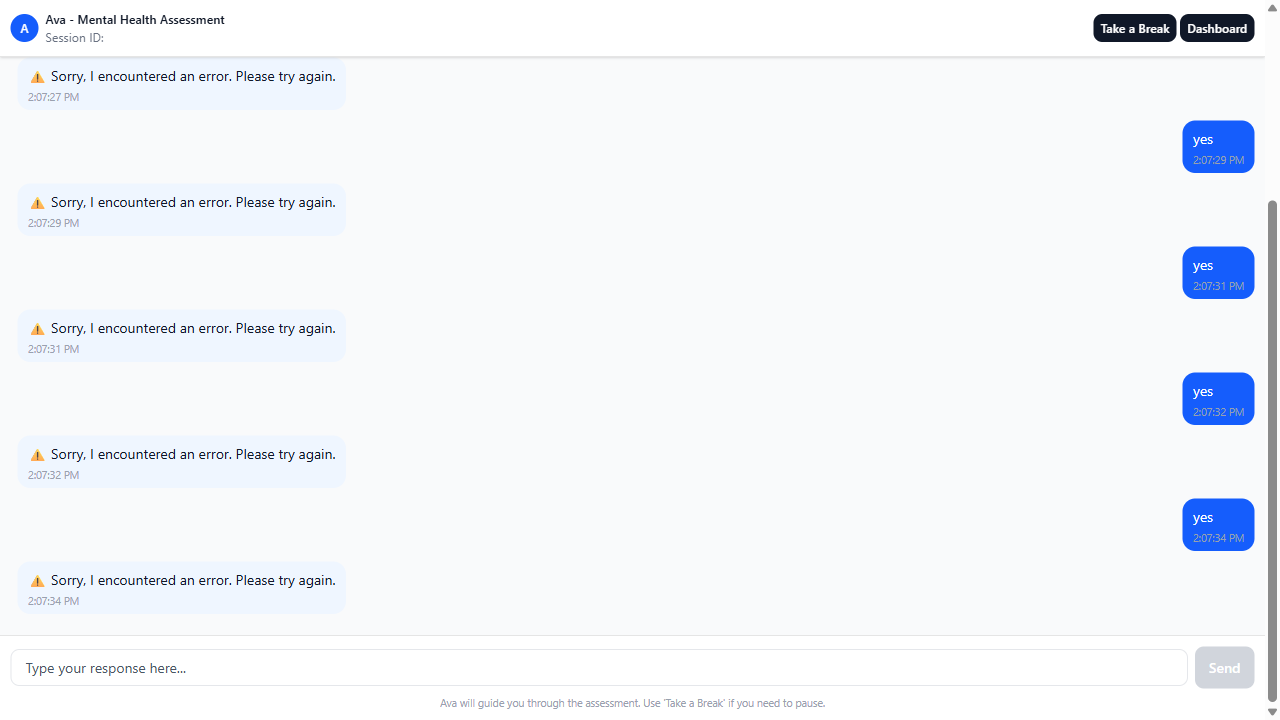 A
Ava - Mental Health Assessment
Session ID:
Take a Break
Dashboard
⚠️ Sorry, I encountered an error. Please try again.
2:07:27 PM
yes
2:07:29 PM
⚠️ Sorry, I encountered an error. Please try again.
2:07:29 PM
yes
2:07:31 PM
⚠️ Sorry, I encountered an error. Please try again.
2:07:31 PM
yes
2:07:32 PM
⚠️ Sorry, I encountered an error. Please try again.
2:07:32 PM
yes
2:07:34 PM
⚠️ Sorry, I encountered an error. Please try again.
2:07:34 PM
Type your response here...
Send
Ava will guide you through the assessment. Use 'Take a Break' if you need to pause.